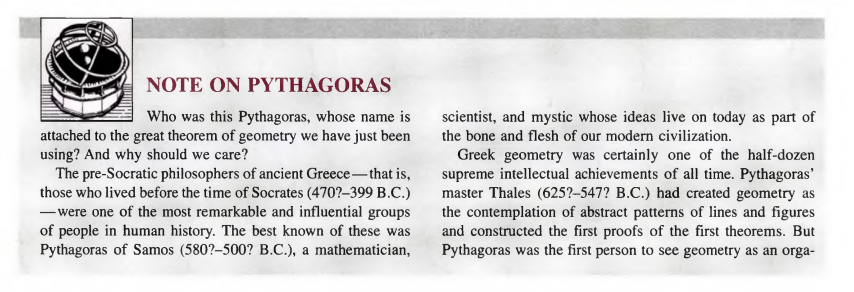 NOTE ON PYTHAGORAS
Who was this Pythagoras, whose name is
attached to the great theorem of geometry we have just been
using? And why should we care?
The pre-Socratic philosophers of ancient Greece—that is,
those who lived before the time of Socrates (470?–399 B.C.)
—were one of the most remarkable and influential groups
of people in human history. The best known of these was
Pythagoras of Samos (580?–500? B.C.), a mathematician,
scientist, and mystic whose ideas live on today as part of
the bone and flesh of our modern civilization.
Greek geometry was certainly one of the half-dozen
supreme intellectual achievements of all time. Pythagoras'
master Thales (625?–547? B.C.) had created geometry as
the contemplation of abstract patterns of lines and figures
and constructed the first proofs of the first theorems. But
Pythagoras was the first person to see geometry as an orga-